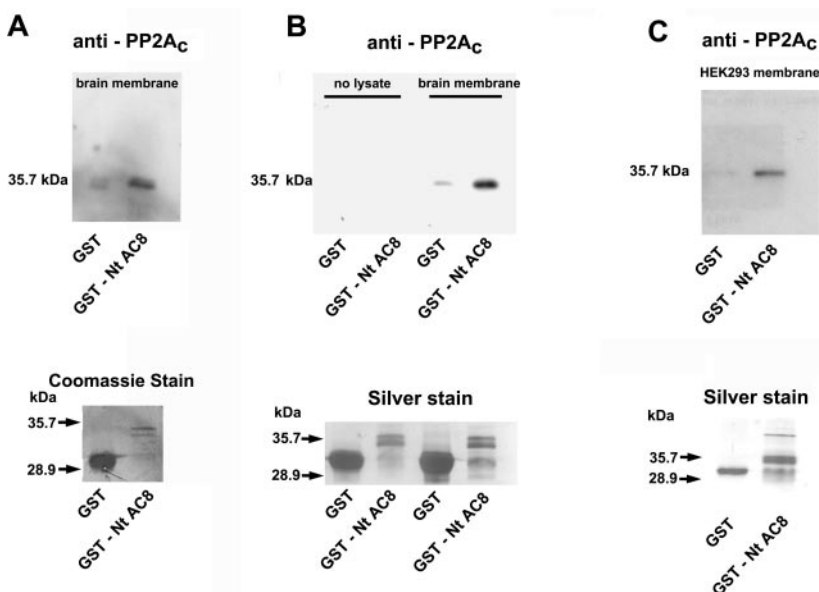 A
anti - PP2AC
brain membrane
35.7 kDa
GST
GST - Nt AC8
Coomassie Stain
kDa
35.7
28.9
GST
GST - Nt AC8
B
anti - PP2AC
no lysate
brain membrane
35.7 kDa
GST
GST - Nt AC8
GST
GST - Nt AC8
Silver stain
kDa
35.7
28.9
GST
GST - Nt AC8
GST
GST - Nt AC8
C
anti - PP2AC
HEK293 membrane
35.7 kDa
GST
GST - Nt AC8
Silver stain
kDa
35.7
28.9
GST
GST - Nt AC8